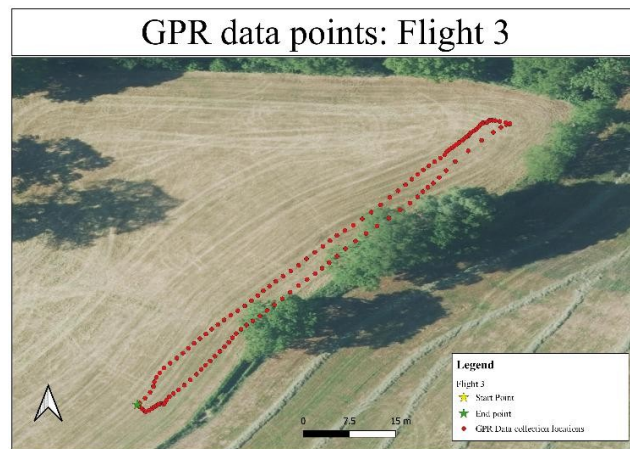 GPR data points: Flight 3
Legend
Flight 3
Start Point
End point
GPR Data collection locations
0 7.5 15 m